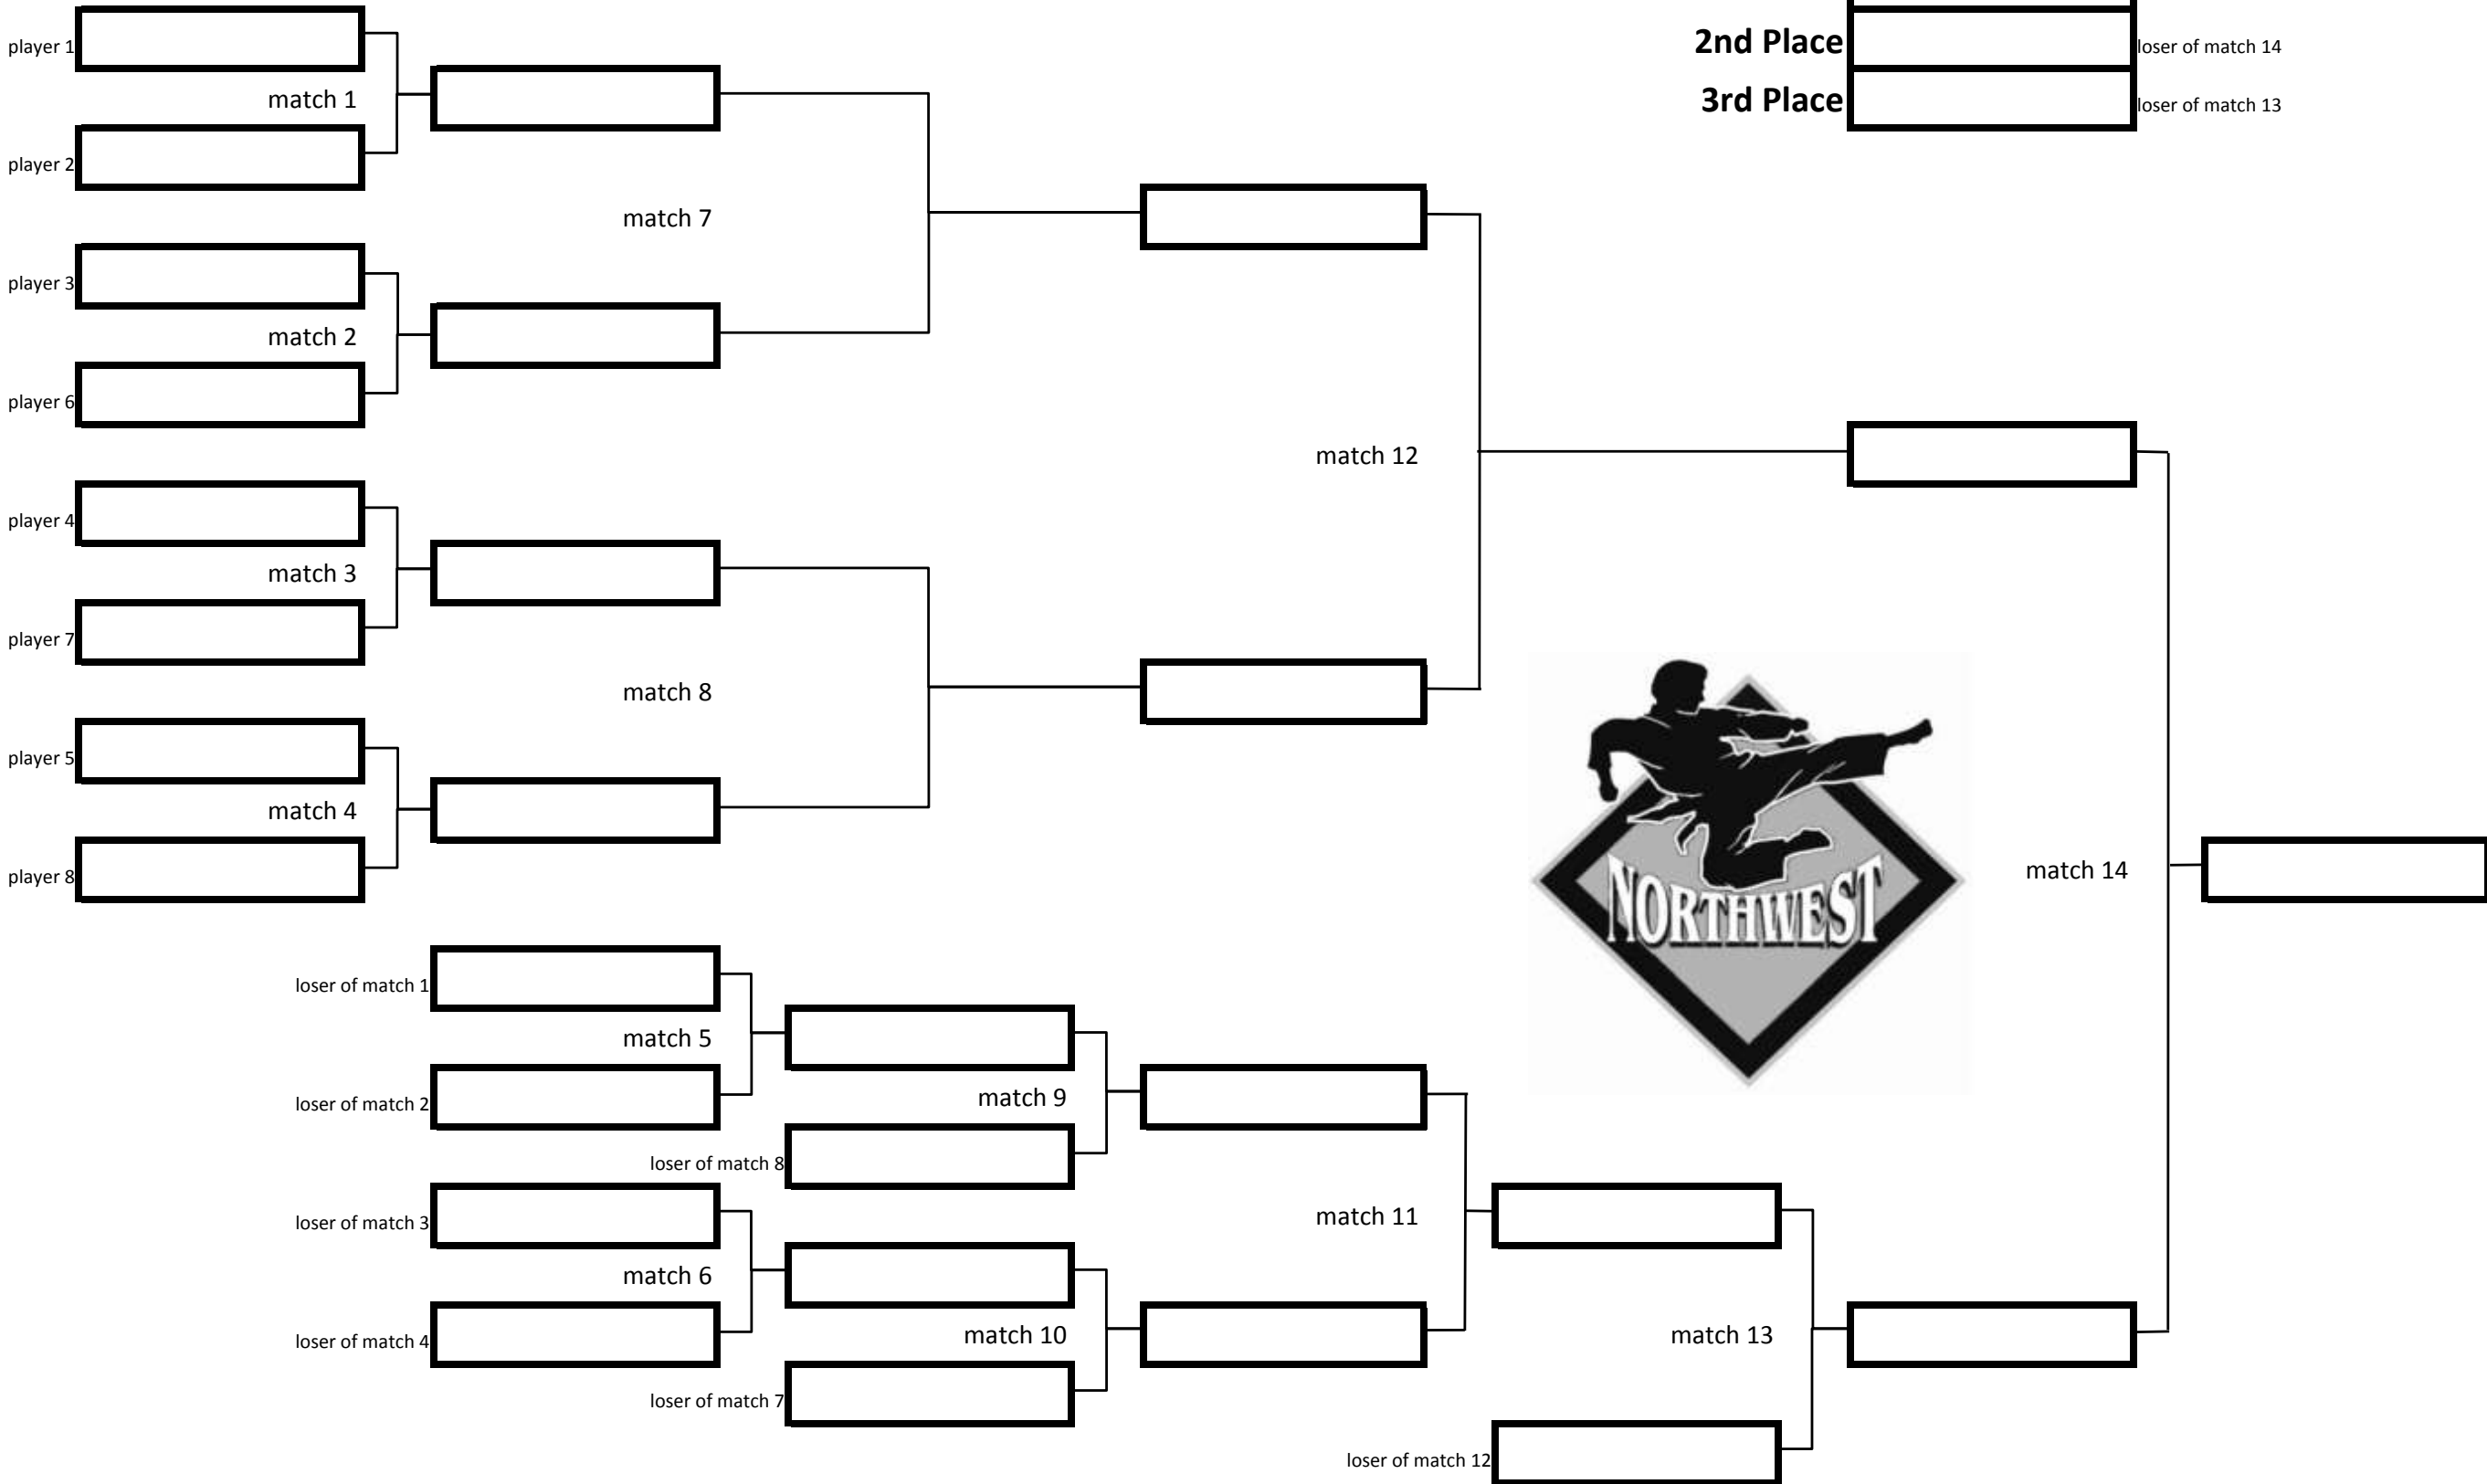 player 1
2nd Place
loser of match 14
match 1
3rd Place
loser of match 13
player 2
match 7
player 3
match 2
player 6
match 12
player 4
match 3
player 7
match 8
player 5
match 4
player 8
match 14
NORTHWEST
loser of match 1
match 5
loser of match 2
match 9
loser of match 8
loser of match 3
match 11
match 6
loser of match 4
match 10
match 13
loser of match 7
loser of match 12